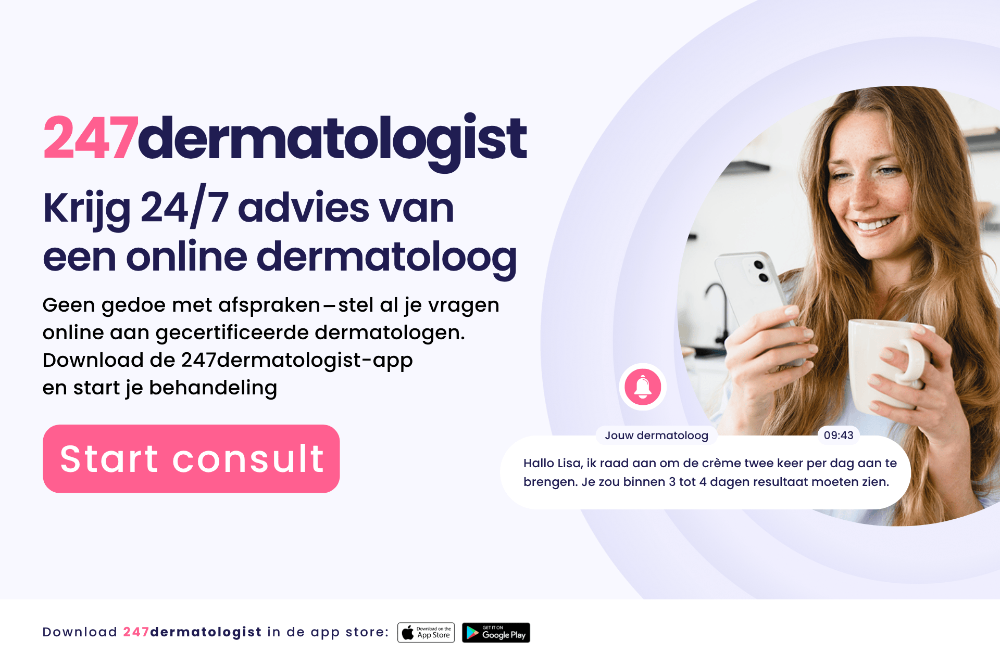 247dermatologist
Krijg 24/7 advies van
een online dermatoloog
Geen gedoe met afspraken–stel al je vragen
online aan gecertificeerde dermatologen.
Download de 247dermatologist-app
en start je behandeling
Start consult
Jouw dermatoloog
09:43
Hallo Lisa, ik raad aan om de crème twee keer per dag aan te
brengen. Je zou binnen 3 tot 4 dagen resultaat moeten zien.
Download 247dermatologist in de app store:
Download on the
App Store
GET IT ON
Google Play